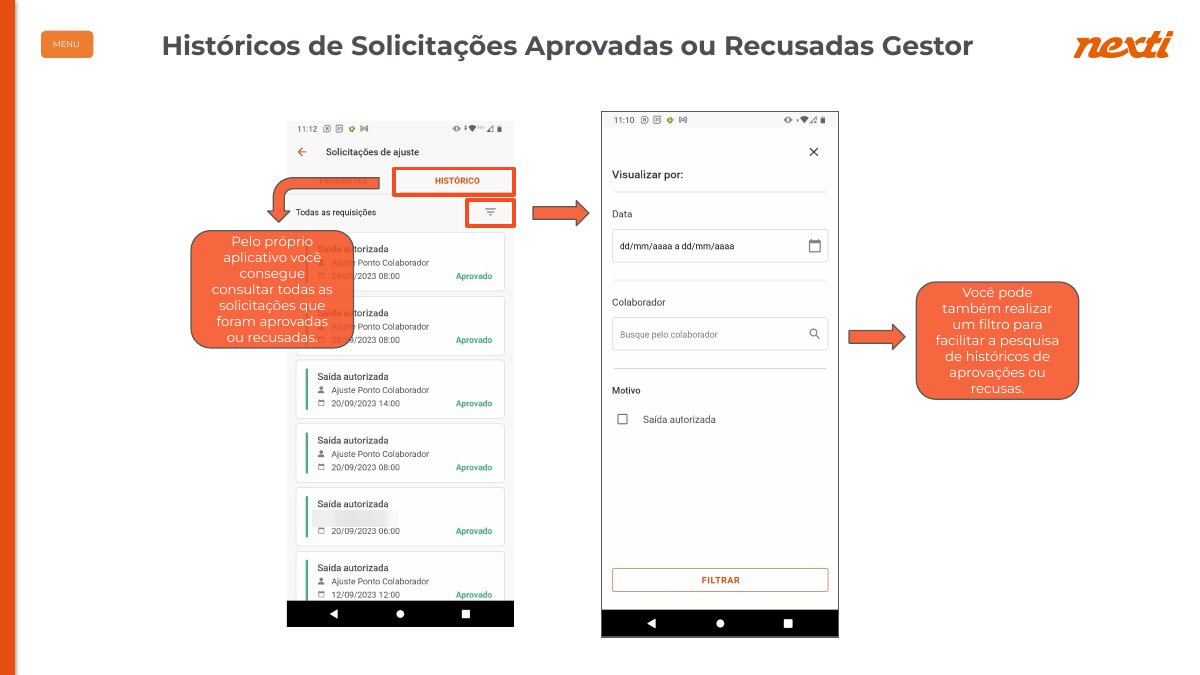 MENU
Históricos de Solicitações Aprovadas ou Recusadas Gestor
nexti
11:12
Solicitações de ajuste
PENDENTES
HISTÓRICO
Todas as requisições
Pelo próprio
aplicativo você
consegue
consultar todas as
solicitações que
foram aprovadas
ou recusadas.
Saída autorizada
Ajuste Ponto Colaborador
29/09/2023 08:00
Aprovado
Saída autorizada
Ajuste Ponto Colaborador
28/09/2023 08:00
Aprovado
Saída autorizada
Ajuste Ponto Colaborador
20/09/2023 14:00
Aprovado
Saída autorizada
Ajuste Ponto Colaborador
20/09/2023 08:00
Aprovado
Saída autorizada
20/09/2023 06:00
Aprovado
Saída autorizada
Ajuste Ponto Colaborador
12/09/2023 12:00
Aprovado
11:10
Visualizar por:
Data
dd/mm/aaaa a dd/mm/aaaa
Colaborador
Busque pelo colaborador
Motivo
Saída autorizada
FILTRAR
Você pode
também realizar
um filtro para
facilitar a pesquisa
de históricos de
aprovações ou
recusas.